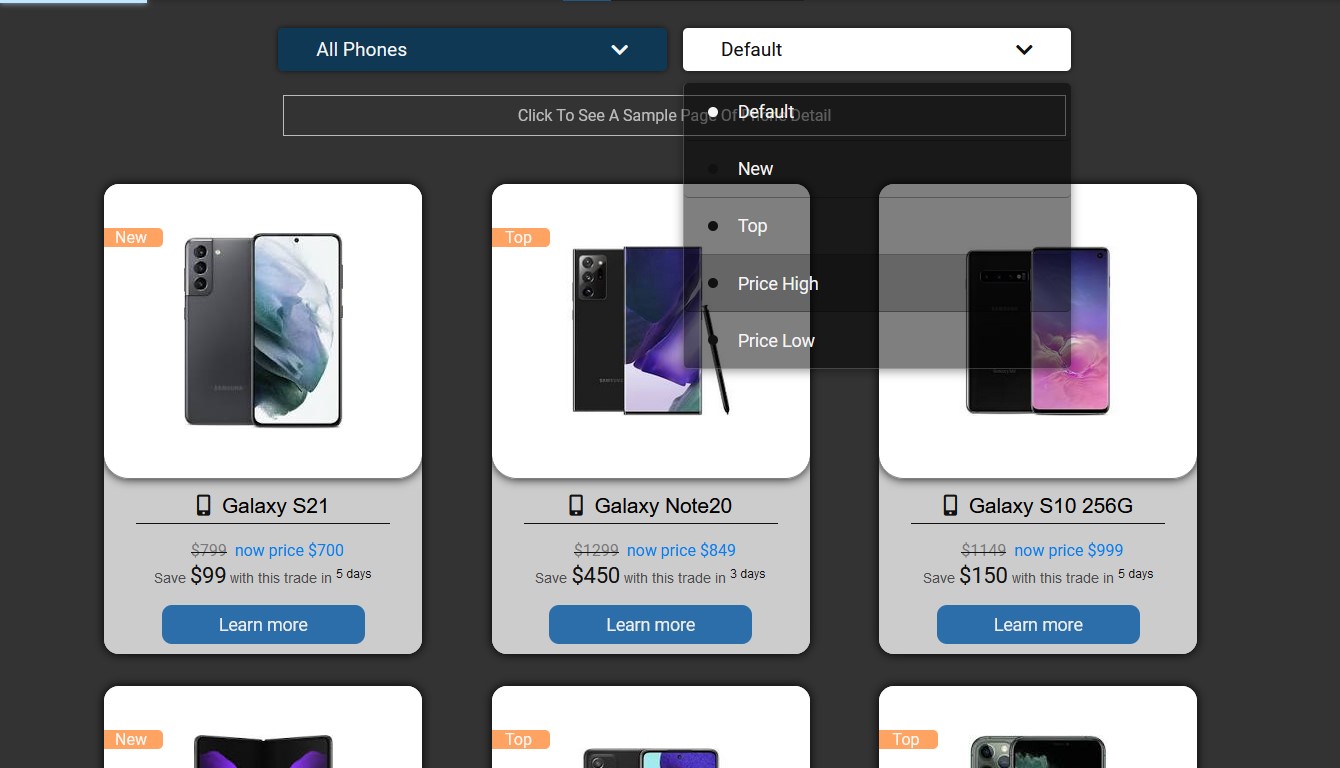 All Phones
Default
Click To See A Sample Page Of Phone Detail
Default
New
Top
Price High
Price Low
New
Top
SAMSUNG
Galaxy S21
$799 now price $700
Save $99 with this trade in 5 days
Learn more
Galaxy Note20
$1299 now price $849
Save $450 with this trade in 3 days
Learn more
Galaxy S10 256G
$1149 now price $999
Save $150 with this trade in 5 days
Learn more
New
Top
Top